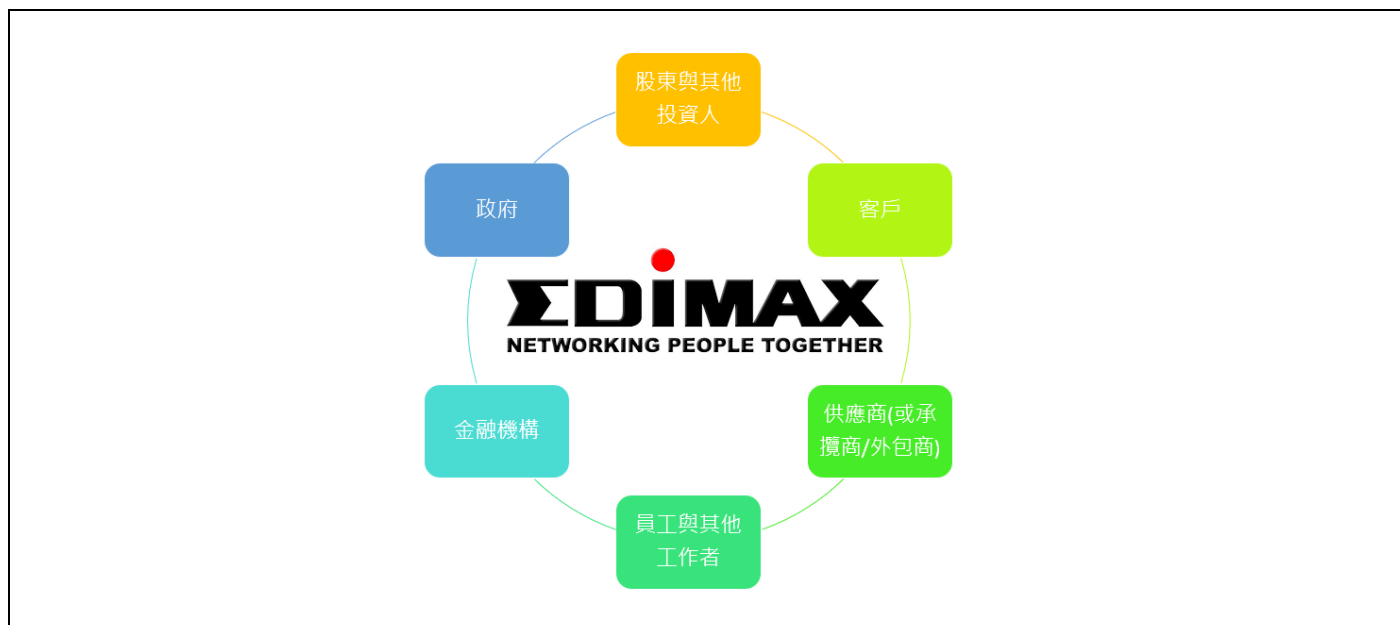 股東與其他
投資人
政府
客戶
EDiMAX
NETWORKING PEOPLE TOGETHER
金融機構
供應商(或承
攬商/外包商)
員工與其他
工作者